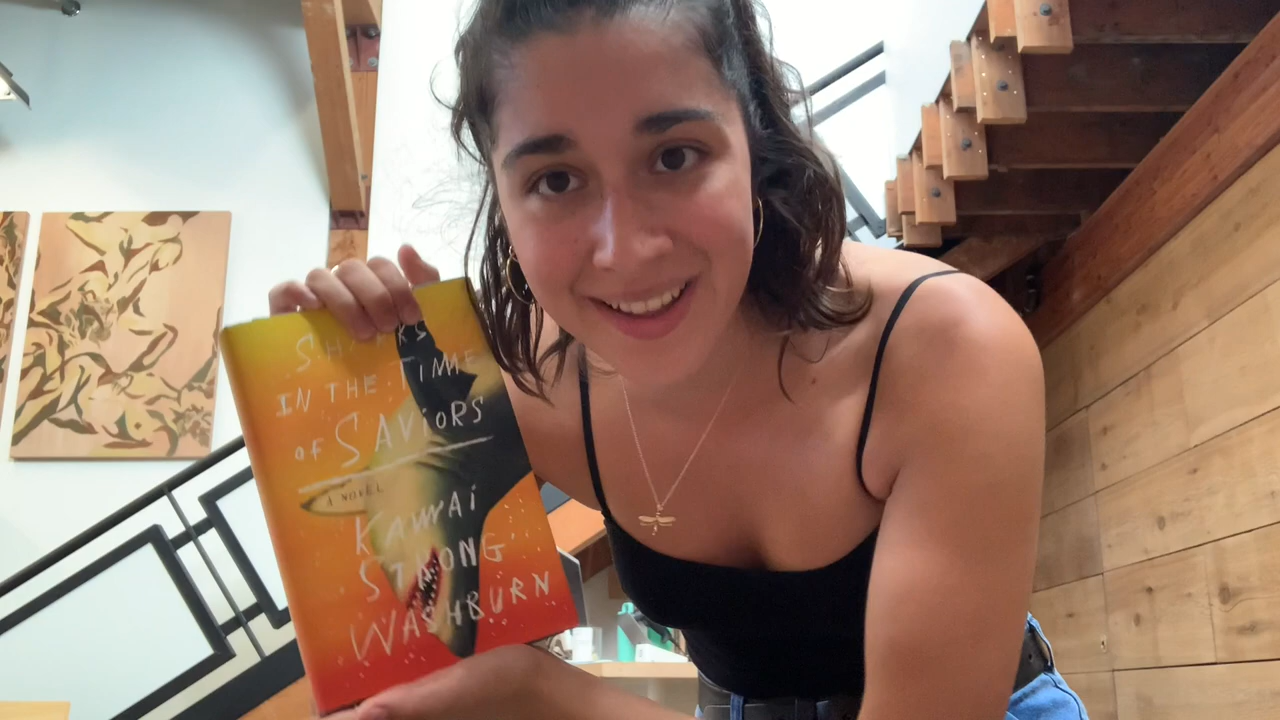 SHARKS
IN THE TIME
OF SAViORS
A NOVEL
KAWAi
STRONG
WASHBURN